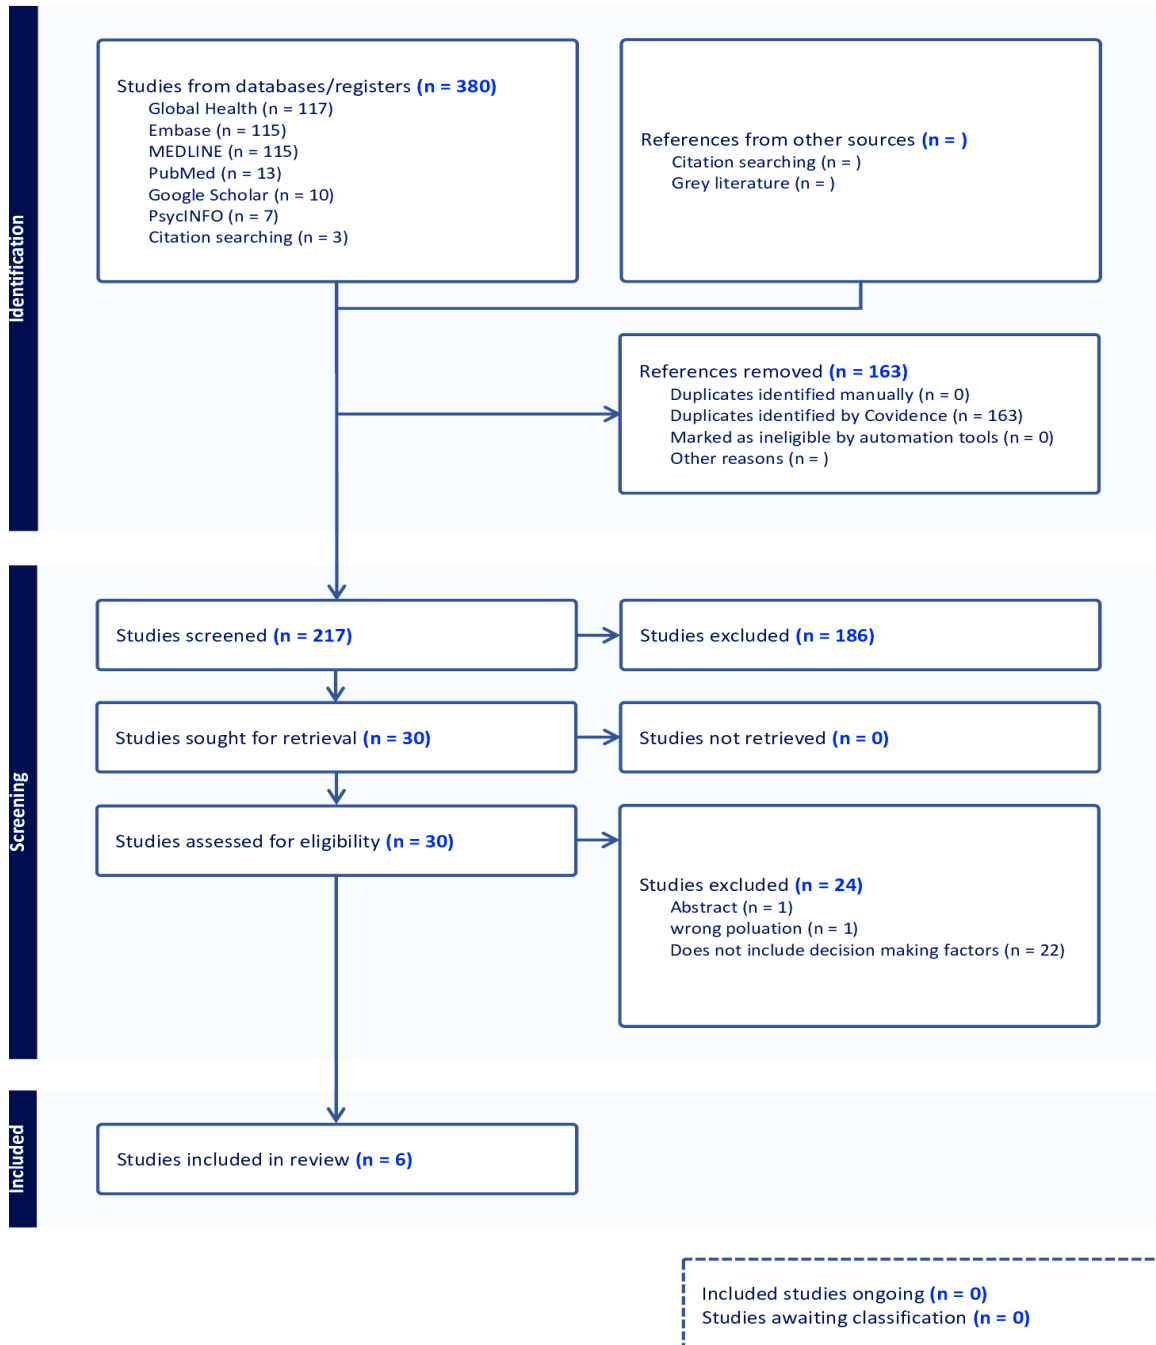 Identification
Studies from databases/registers (n = 380)
Global Health (n = 117)
Embase (n = 115)
MEDLINE (n = 115)
PubMed (n = 13)
Google Scholar (n = 10)
PsycINFO (n = 7)
Citation searching (n = 3)
References from other sources (n = )
Citation searching (n = )
Grey literature (n = )
References removed (n = 163)
Duplicates identified manually (n = 0)
Duplicates identified by Covidence (n = 163)
Marked as ineligible by automation tools (n = 0)
Other reasons (n = )
Screening
Studies screened (n = 217)
Studies excluded (n = 186)
Studies sought for retrieval (n = 30)
Studies not retrieved (n = 0)
Studies assessed for eligibility (n = 30)
Studies excluded (n = 24)
Abstract (n = 1)
wrong poluation (n = 1)
Does not include decision making factors (n = 22)
Included
Studies included in review (n = 6)
Included studies ongoing (n = 0)
Studies awaiting classification (n = 0)